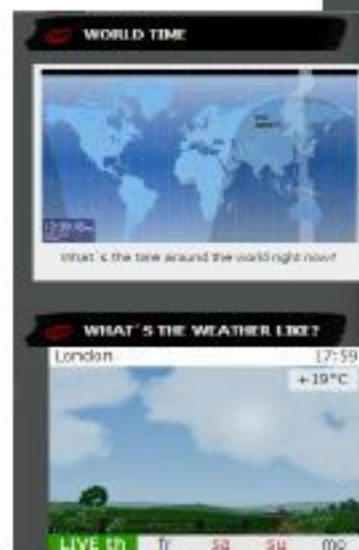 WORLD TIME
What´s the time around the world right now?
WHAT´S THE WEATHER LIKE?
London 17:59
+19°C
LIVE th fr sa su mo